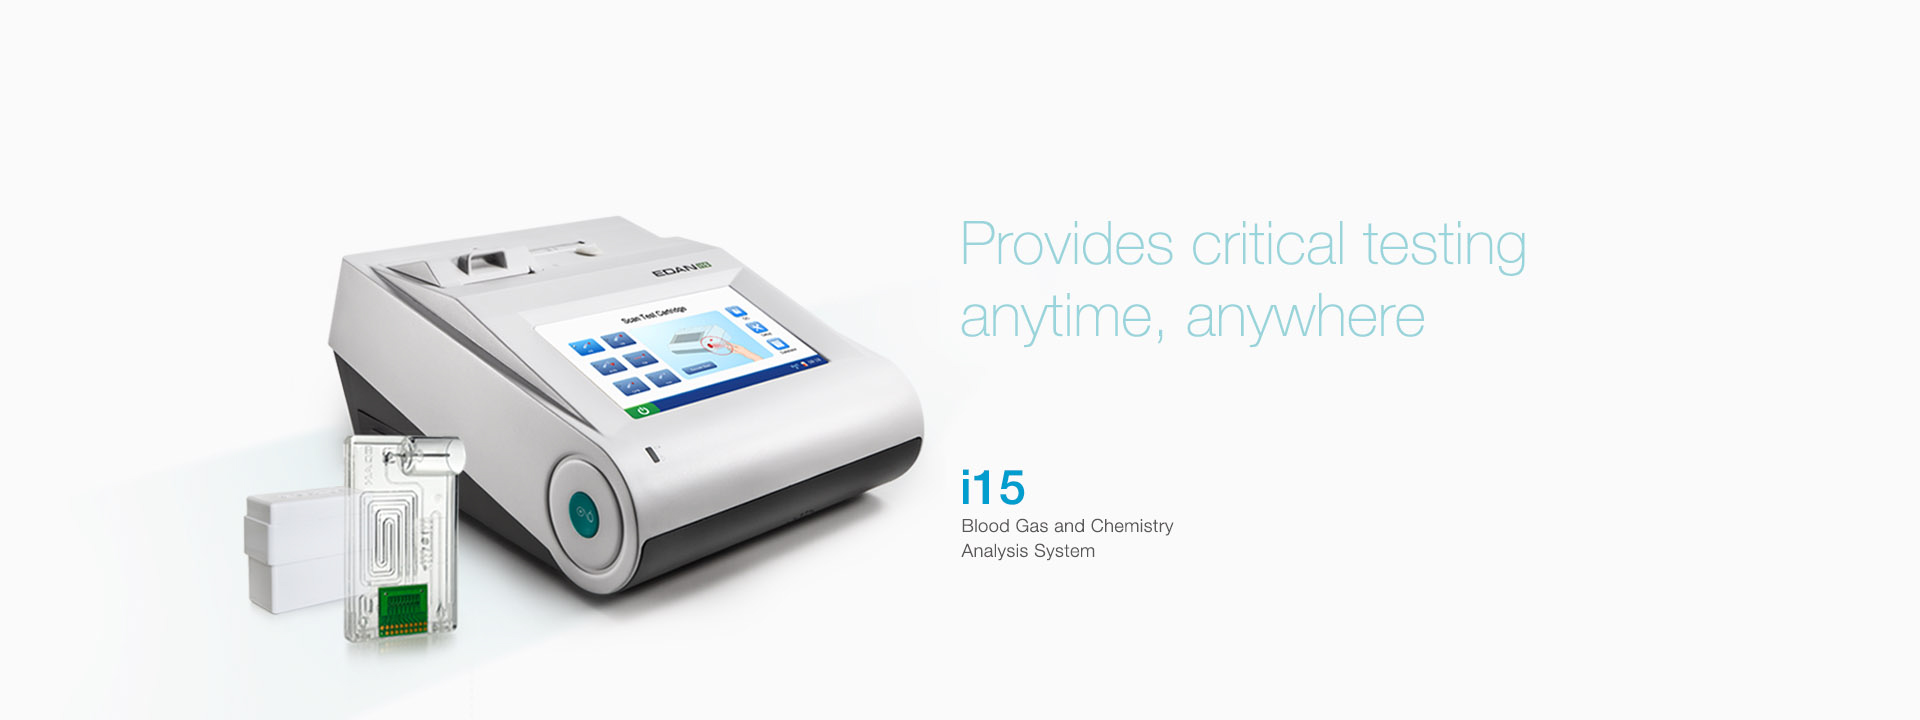 EDAN
Scan Test Cartridge
Provides critical testing
anytime, anywhere
i15
Blood Gas and Chemistry
Analysis System